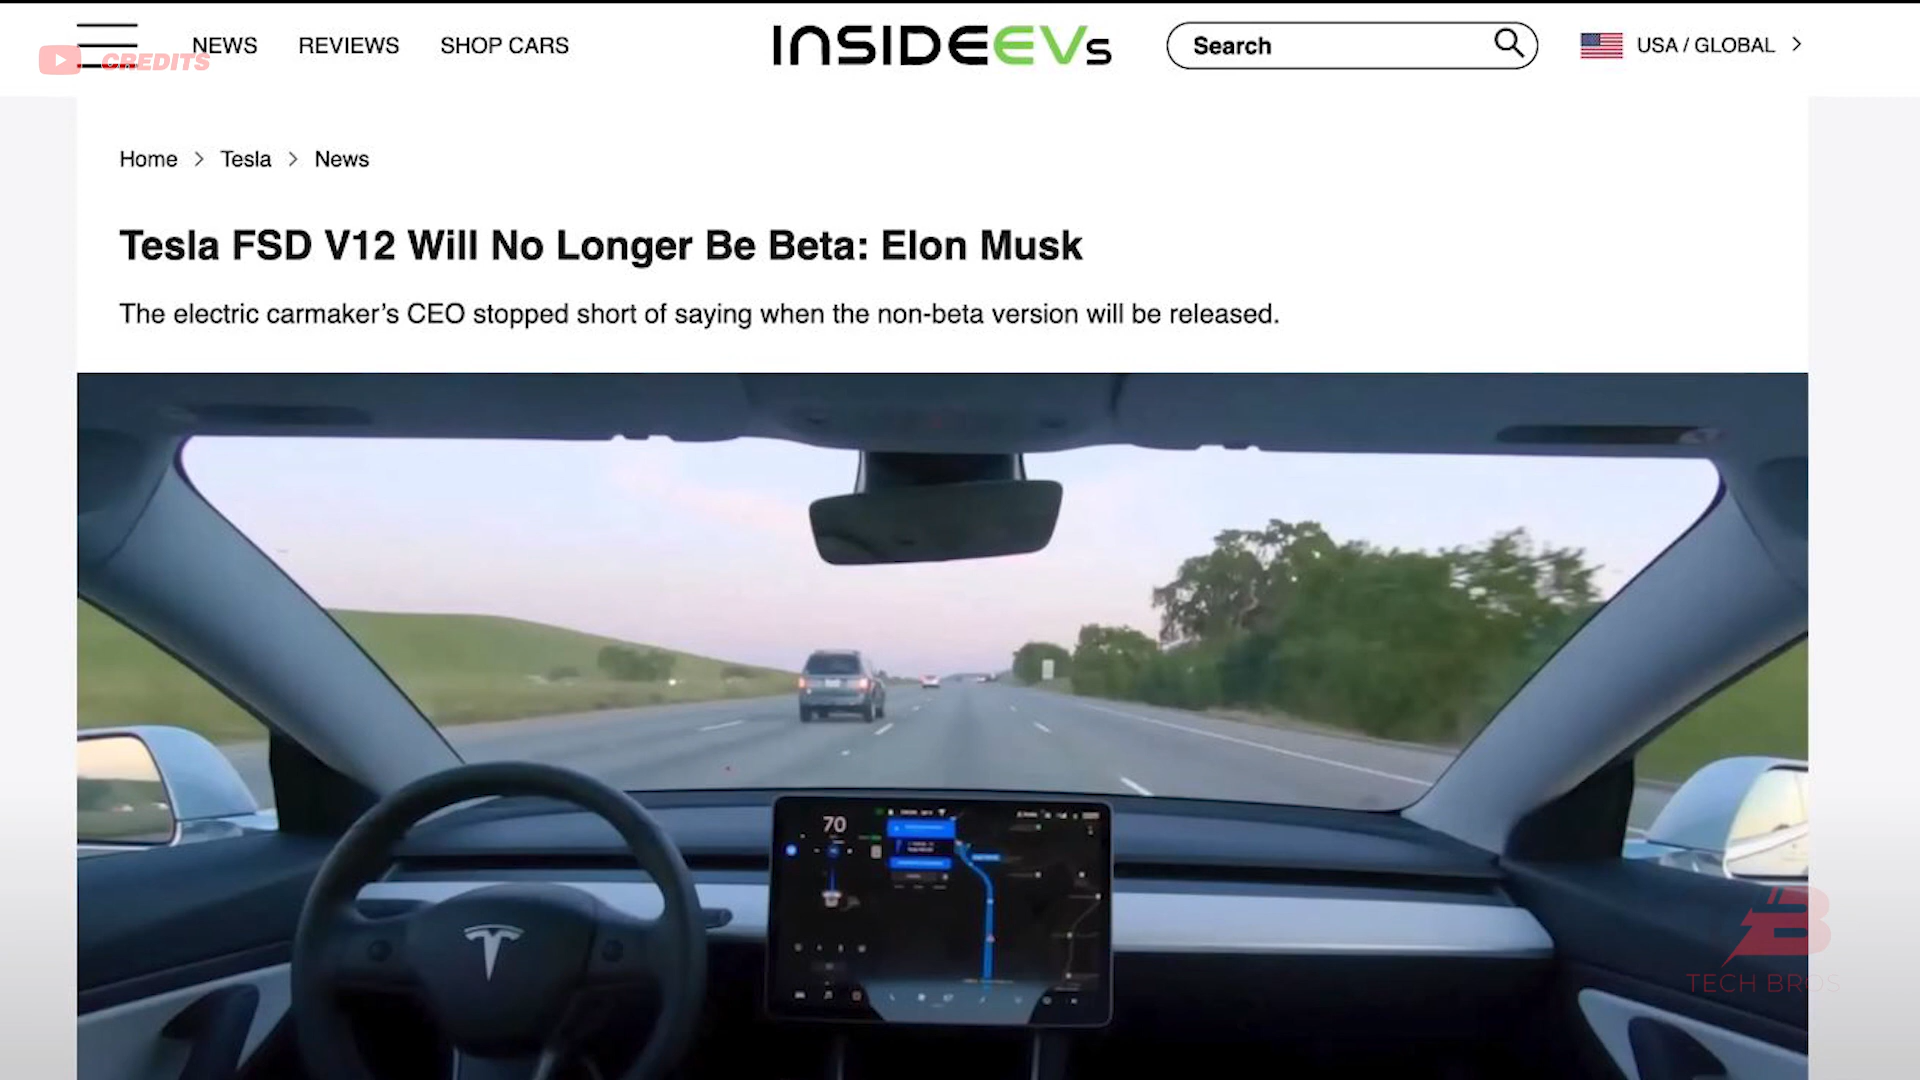 NEWS REVIEWS SHOP CARS INSIDEEVs Search USA / GLOBAL
CREDITS
Home > Tesla > News
Tesla FSD V12 Will No Longer Be Beta: Elon Musk
The electric carmaker’s CEO stopped short of saying when the non-beta version will be released.
70
TECH BROS